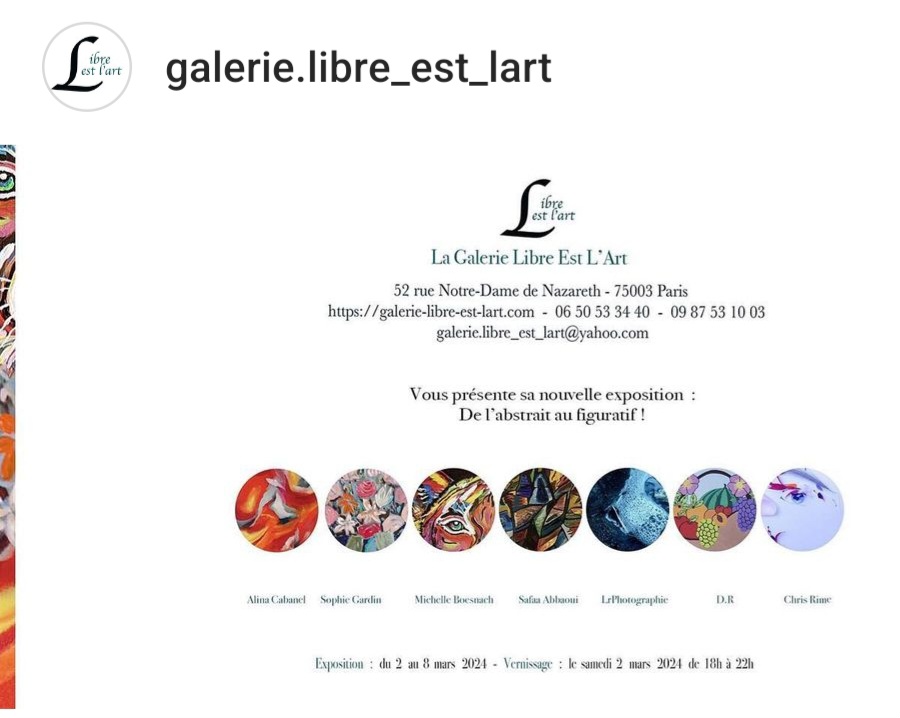 Libre
est l'art
galerie.libre_est_lart
Libre
est l'art
La Galerie Libre Est L'Art
52 rue Notre-Dame de Nazareth - 75003 Paris
https://galerie-libre-est-lart.com - 06 50 53 34 40 - 09 87 53 10 03
galerie.libre_est_lart@yahoo.com
Vous présente sa nouvelle exposition :
De l'abstrait au figuratif !
Alina Cabanel Sophie Gardin Michelle Boesnach Safaa Abbaoui LrPhotographie D.R Chris Rime
Exposition : du 2 au 8 mars 2024 - Vernissage : le samedi 2 mars 2024 de 18h à 22h